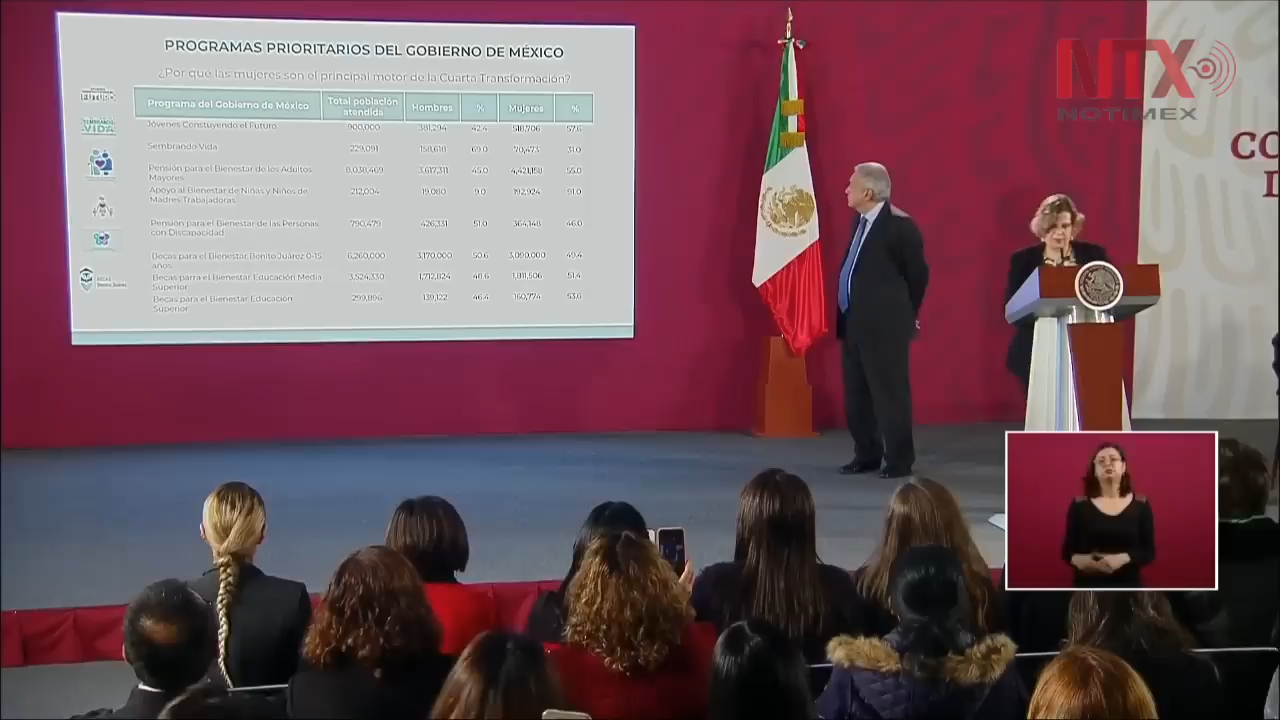 PROGRAMAS PRIORITARIOS DEL GOBIERNO DE MÉXICO
¿Por qué las mujeres son el principal motor de la Cuarta Transformación?
Programa del Gobierno de México Total población atendida Hombres % Mujeres %
Jóvenes Construyendo el Futuro 900,000 381,294 42.4 518,706 57.6
Sembrando Vida 229,091 158,618 69.0 70,473 31.0
Pensión para el Bienestar de los Adultos Mayores 8,038,469 3,617,311 45.0 4,421,158 55.0
Apoyo al Bienestar de Niñas y Niños de Madres Trabajadoras 212,004 19,080 9.0 192,924 91.0
Pensión para el Bienestar de las Personas con Discapacidad 790,479 426,331 51.0 364,148 46.0
Becas para el Bienestar Benito Juárez 0-15 años 6,260,000 3,170,000 50.6 3,090,000 49.4
Becas parra el Bienestar Educación Media Superior 3,524,330 1,712,824 48.6 1,811,506 51.4
Becas para el Bienestar Educación Superior 299,896 139,122 46.4 160,774 53.6
FUTURO
SEMBRANDO
VIDA
BECAS
Benito Juárez
NTX
NOTIMEX
CO